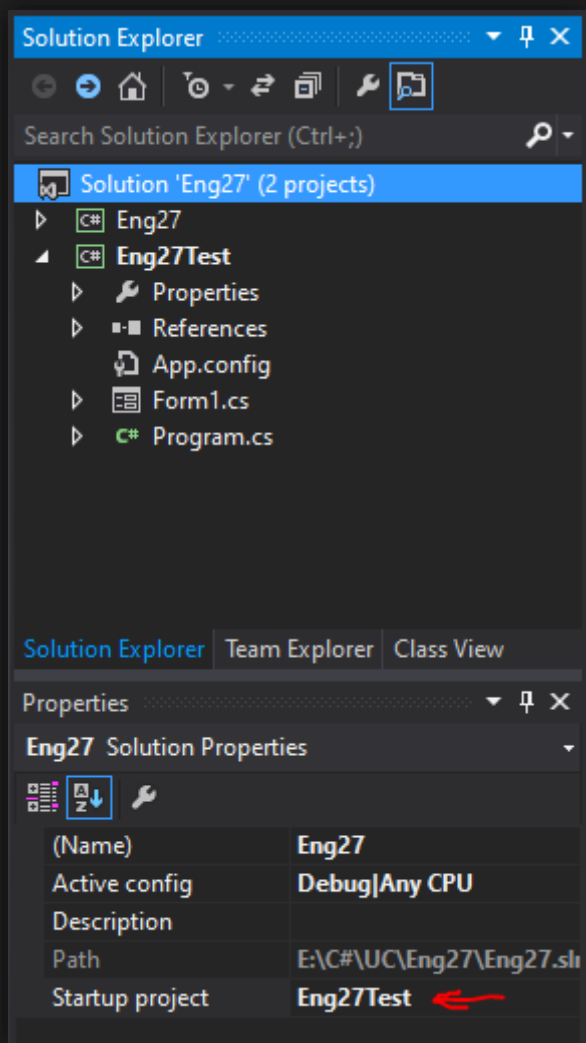 Solution Explorer
Search Solution Explorer (Ctrl+;)
Solution 'Eng27' (2 projects)
C# Eng27
C# Eng27Test
Properties
References
App.config
Form1.cs
C# Program.cs
Solution Explorer Team Explorer Class View
Properties
Eng27 Solution Properties
A Z
(Name) Eng27
Active config Debug|Any CPU
Description
Path E:\C#\UC\Eng27\Eng27.sln
Startup project Eng27Test